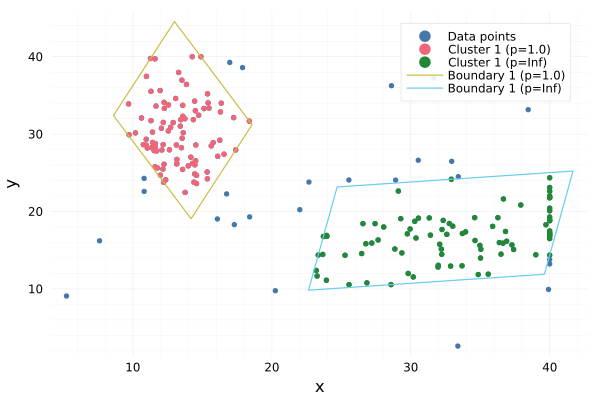 Data points
Cluster 1 (p=1.0)
Cluster 1 (p=Inf)
Boundary 1 (p=1.0)
Boundary 1 (p=Inf)
40
30
20
10
y
10
20
30
40
x